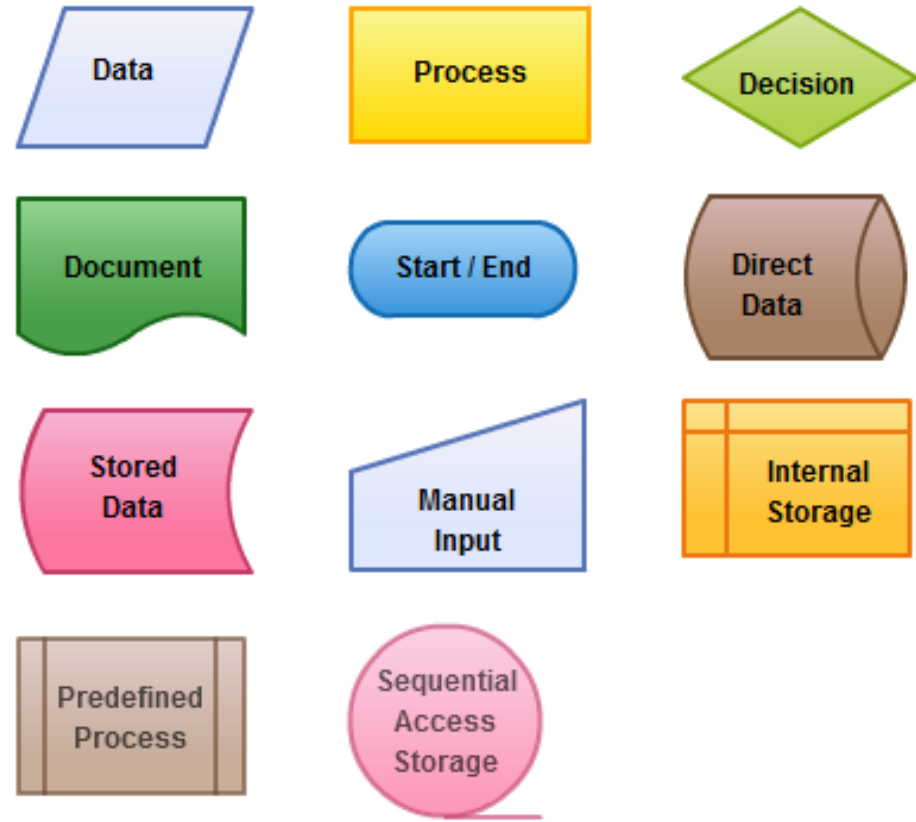 Data
Process
Decision
Document
Start / End
Direct
Data
Stored
Data
Manual
Input
Internal
Storage
Predefined
Process
Sequential
Access
Storage